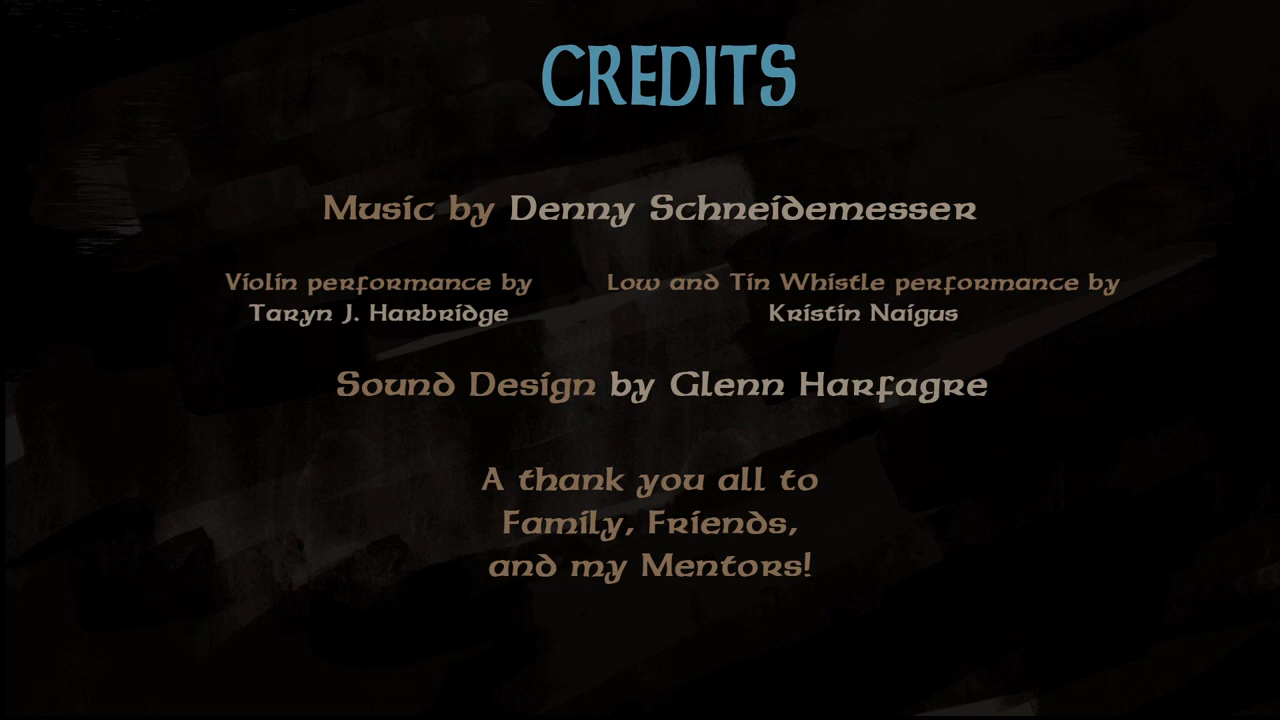 CREDITS
Music by Denny Schneidemesser
Violin performance by
Taryn J. Harbridge
Low and Tin Whistle performance by
Kristin Naigus
Sound Design by Glenn Harfagre
A thank you all to
Family, Friends,
and my Mentors!